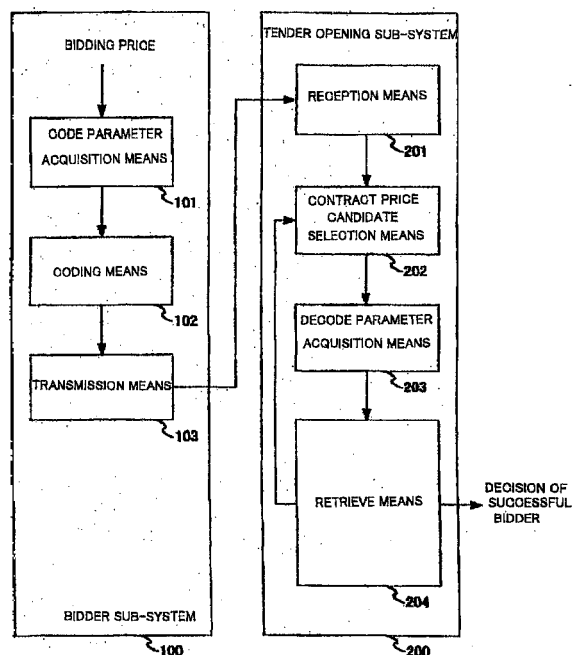 BIDDING PRICE
CODE PARAMETER
ACQUISITION MEANS
101
CODING MEANS
102
TRANSMISSION MEANS
103
BIDDER SUB-SYSTEM
100
TENDER OPENING SUB-SYSTEM
RECEPTION MEANS
201
CONTRACT PRICE
CANDIDATE
SELECTION MEANS
202
DECODE PARAMETER
ACQUISITION MEANS
203
RETRIEVE MEANS
204
DECISION OF
SUCCESSFUL
BIDDER
200